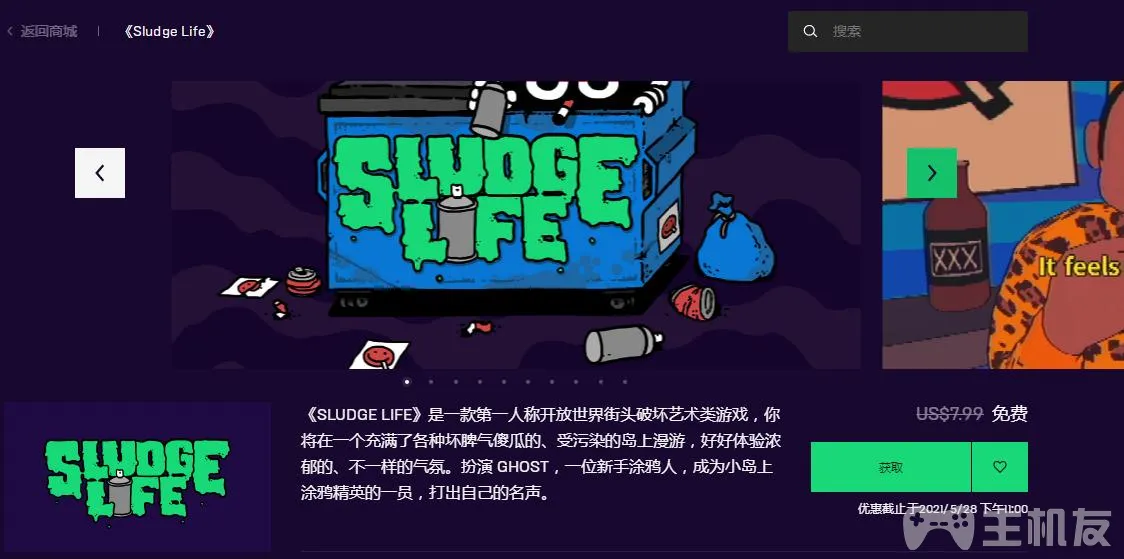 返回商城
《Sludge Life》
搜索
SLUDGE
LIFE
XXX
It feels
SLUDGE
LIFE
《SLUDGE LIFE》是一款第一人称开放世界街头破坏艺术类游戏，你
将在一个充满了各种坏脾气傻瓜的、受污染的岛上漫游，好好体验浓
郁的、不一样的气氛。扮演 GHOST，一位新手涂鸦人，成为小岛上
涂鸦精英的一员，打出自己的名声。
US$7.99 免费
获取
优惠截止于2021/5/28 下午11:00
主机友